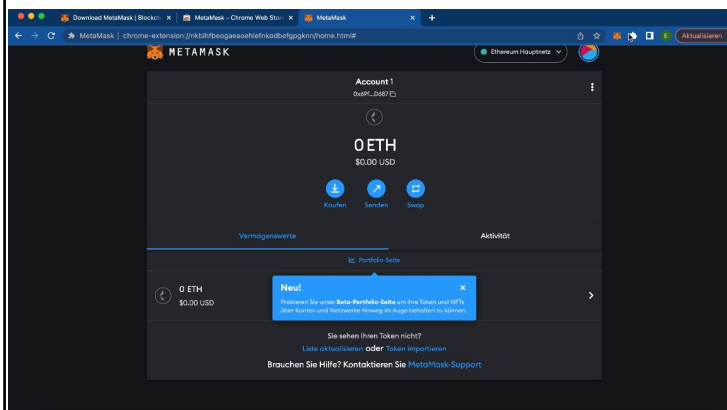 Download MetaMask | Blockch
MetaMask - Chrome Web Stor
MetaMask
MetaMask
chrome-extension://nkbihfbeogaeaoehlefnkodbefgpgknn/home.html#
E
Aktualisieren
METAMASK
Ethereum Hauptnetz
Account 1
0x69f...D687
0 ETH
$0.00 USD
Kaufen
Senden
Swap
Vermögenswerte
Aktivität
Portfolio-Seite
0 ETH
$0.00 USD
Neu!
Probieren Sie unser Beta-Portfolio-Seite um Ihre Token und NFTs
über Konten und Netzwerke hinweg im Auge behalten zu können.
Sie sehen Ihren Token nicht?
Liste aktualisieren oder Token importieren
Brauchen Sie Hilfe? Kontaktieren Sie MetaMask-Support